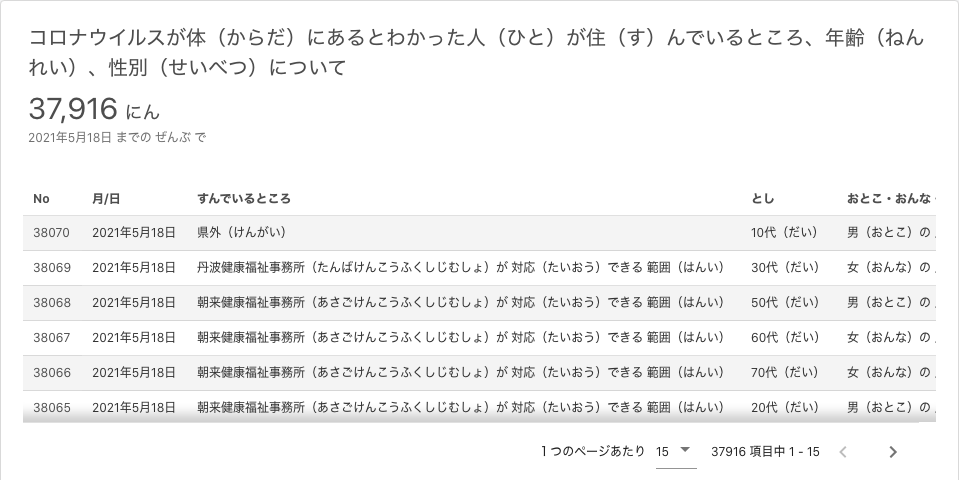 コロナウイルスが体（からだ）にあるとわかった人（ひと）が住（す）んでいるところ、年齢（ねん
れい）、性別（せいべつ）について
37,916 にん
2021年5月18日 までの ぜんぶ で
No 月/日 すんでいるところ とし おとこ・おんな
38070 2021年5月18日 県外（けんがい） 10代（だい） 男（おとこ）の
38069 2021年5月18日 丹波健康福祉事務所（たんばけんこうふくしじむしょ）が 対応（たいおう）できる 範囲（はんい） 30代（だい） 女（おんな）の
38068 2021年5月18日 朝来健康福祉事務所（あさごけんこうふくしじむしょ）が 対応（たいおう）できる 範囲（はんい） 50代（だい） 男（おとこ）の
38067 2021年5月18日 朝来健康福祉事務所（あさごけんこうふくしじむしょ）が 対応（たいおう）できる 範囲（はんい） 60代（だい） 女（おんな）の
38066 2021年5月18日 朝来健康福祉事務所（あさごけんこうふくしじむしょ）が 対応（たいおう）できる 範囲（はんい） 70代（だい） 女（おんな）の
38065 2021年5月18日 朝来健康福祉事務所（あさごけんこうふくしじむしょ）が 対応（たいおう）できる 範囲（はんい） 20代（だい） 男（おとこ）の
1 つのページあたり 15 37916 項目中 1 - 15